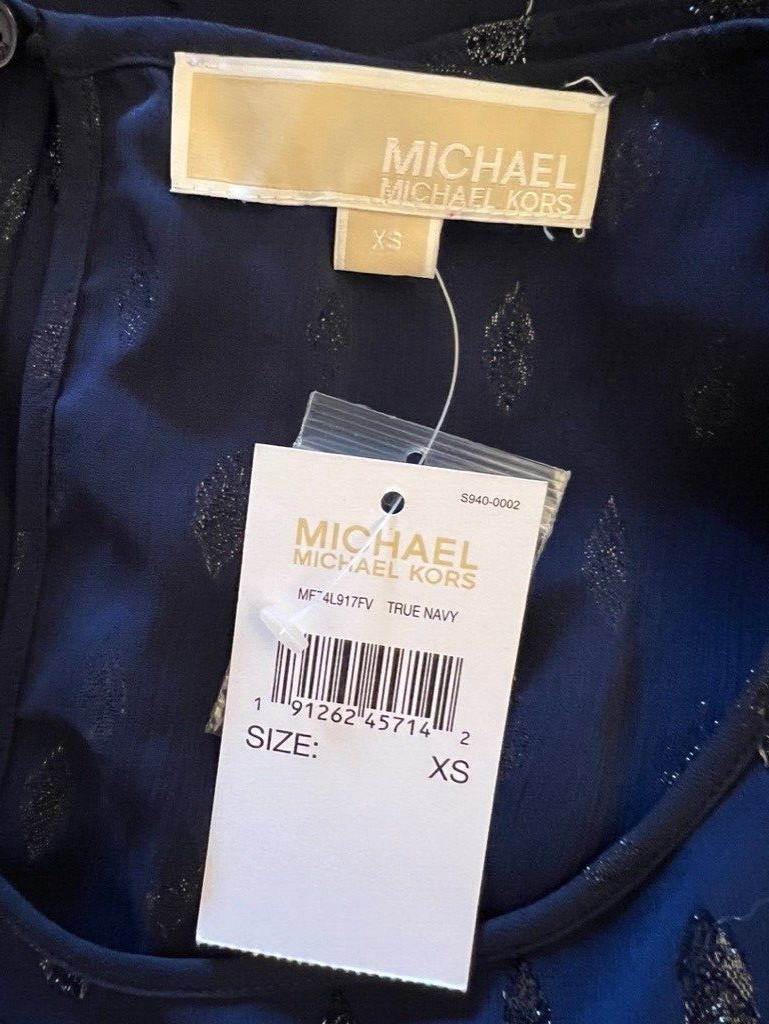 MICHAEL
MICHAEL KORS
XS
S940-0002
MICHAEL
MICHAEL KORS
TRUE NAVY
1 91262 45714 2
SIZE:
XS